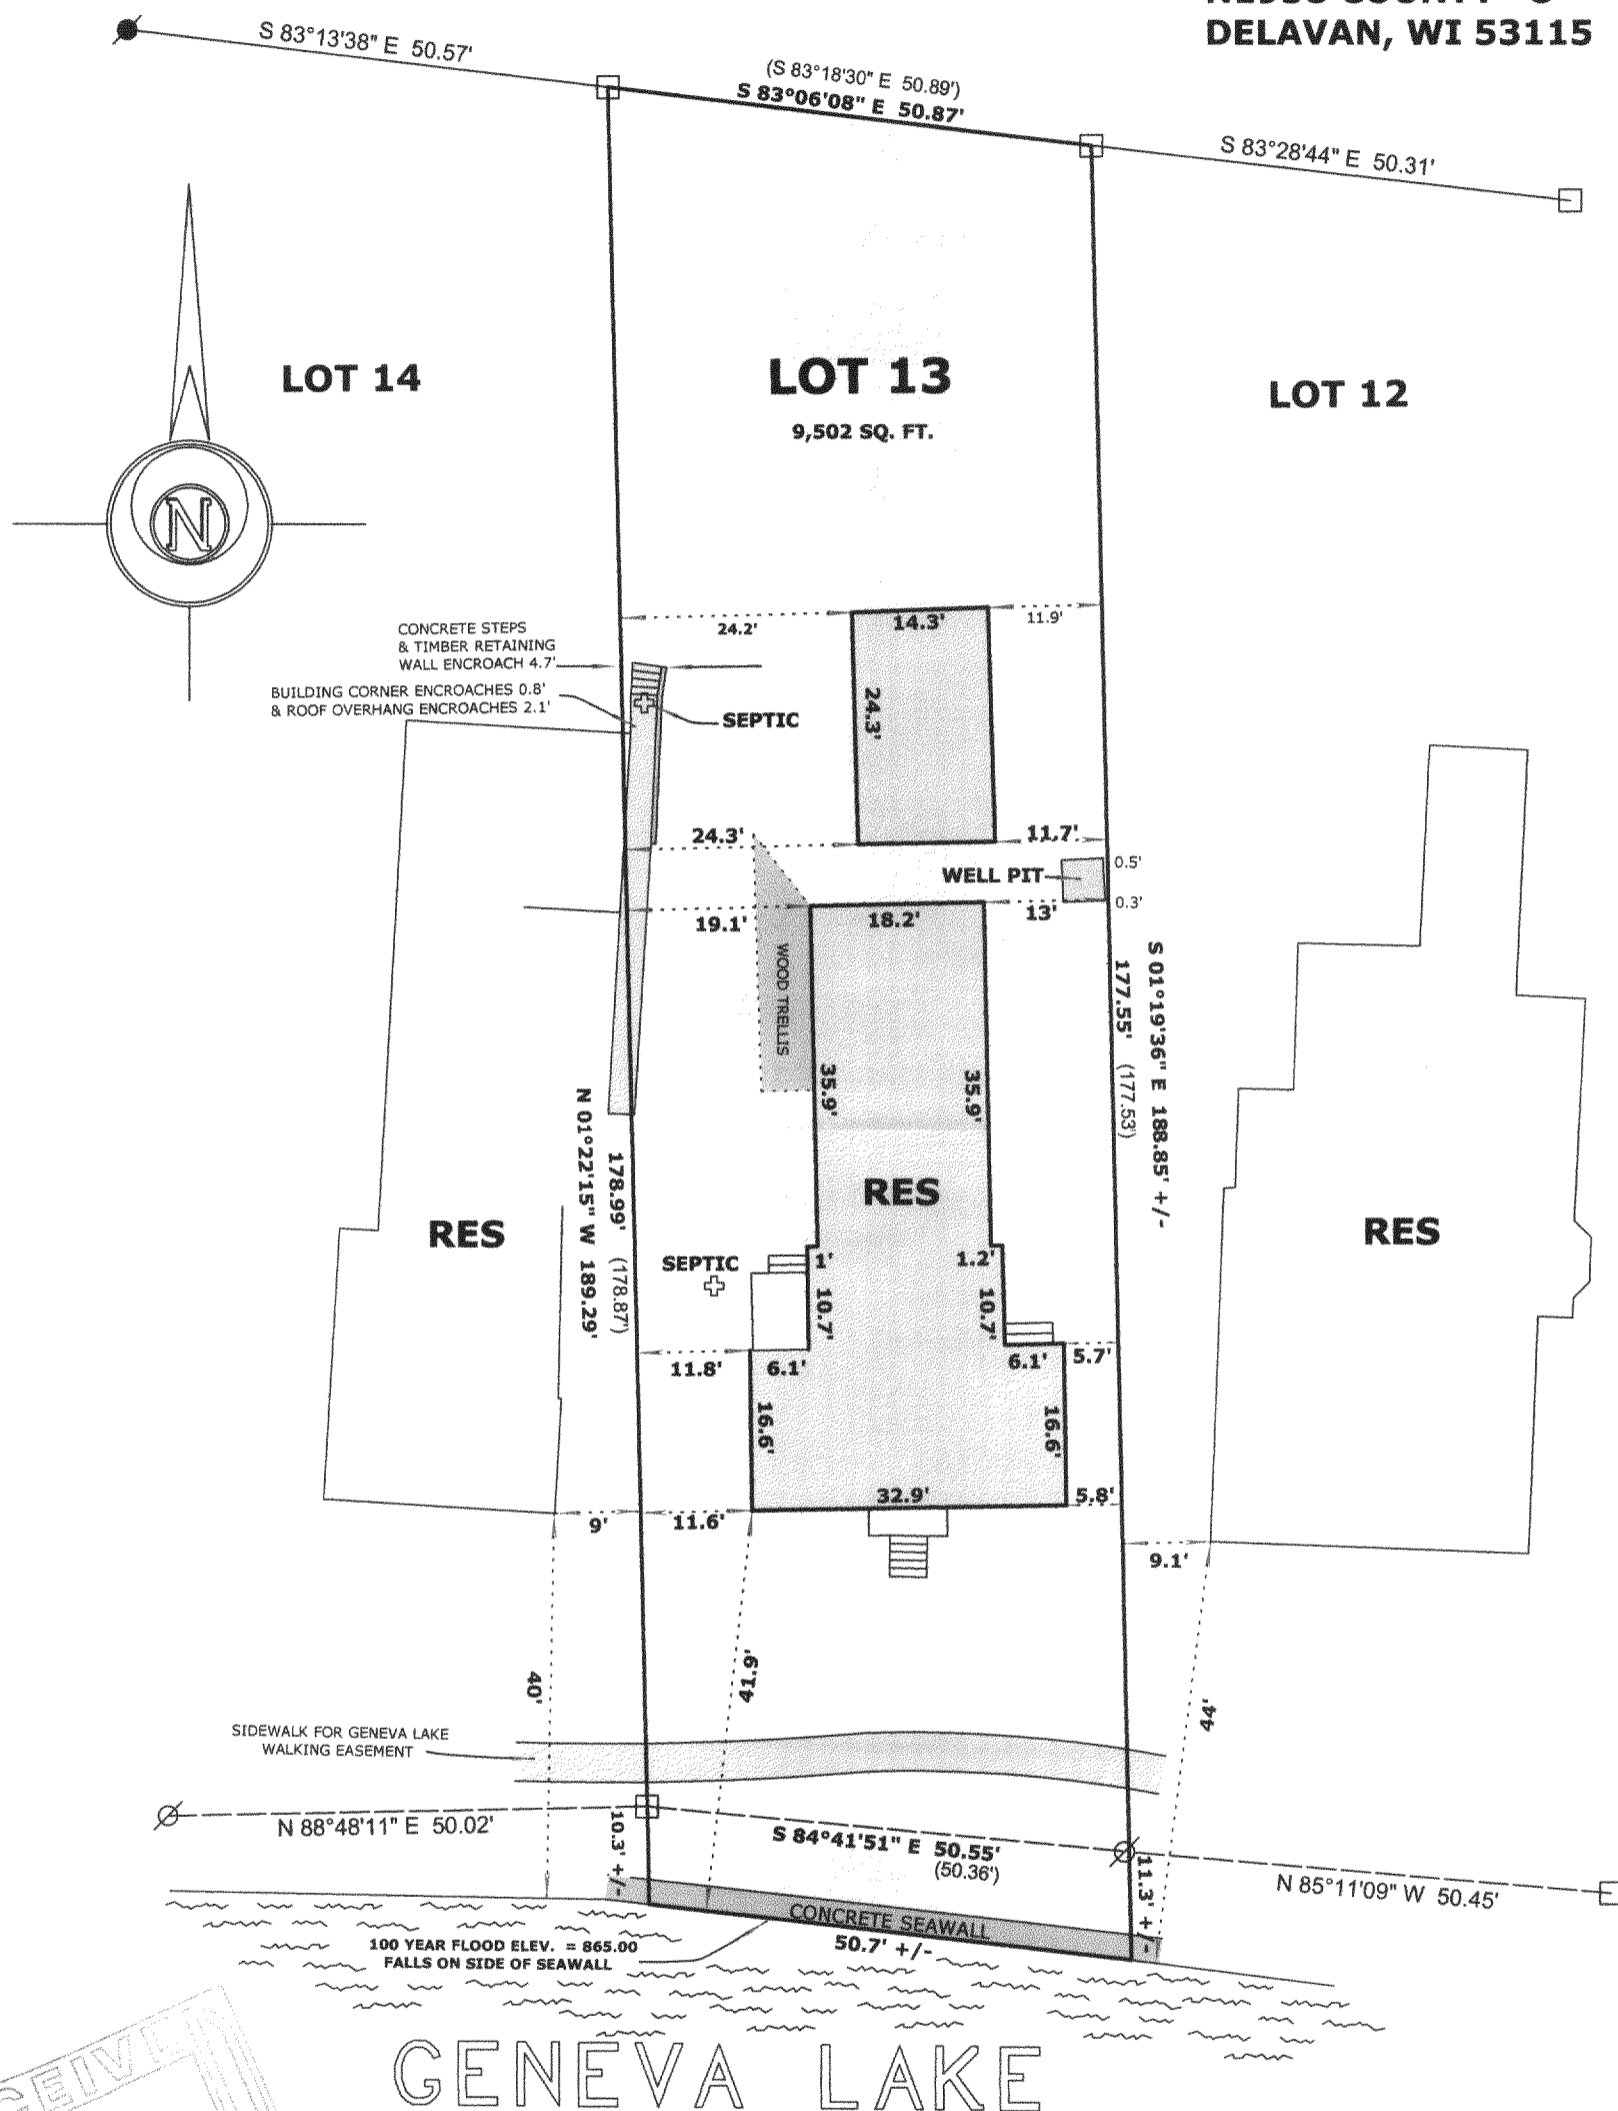 DELAVAN, WI 53115
S 83°13'38" E 50.57'
(S 83°18'30" E 50.89')
S 83°06'08" E 50.87'
S 83°28'44" E 50.31'
LOT 14
LOT 13
9,502 SQ. FT.
LOT 12
N
CONCRETE STEPS
& TIMBER RETAINING
WALL ENCROACH 4.7'
BUILDING CORNER ENCROACHES 0.8'
& ROOF OVERHANG ENCROACHES 2.1'
SEPTIC
24.2'
14.3'
11.9'
24.3'
24.3'
11.7'
WELL PIT
0.5'
0.3'
19.1'
18.2'
13'
WOOD TRELLIS
35.9'
35.9'
S 01°19'36" E 188.85' +/-
177.55' (177.53')
N 01°22'15" W 189.29'
178.99' (178.87')
RES
RES
RES
SEPTIC
1'
1.2'
10.7'
10.7'
11.8'
6.1'
6.1'
5.7'
16.6'
16.6'
32.9'
5.8'
9'
11.6'
9.1'
40'
41.9'
44'
SIDEWALK FOR GENEVA LAKE
WALKING EASEMENT
N 88°48'11" E 50.02'
10.3' +/-
S 84°41'51" E 50.55'
(50.36')
11.3' +/-
N 85°11'09" W 50.45'
CONCRETE SEAWALL
50.7' +/-
100 YEAR FLOOD ELEV. = 865.00
FALLS ON SIDE OF SEAWALL
GENEVA LAKE